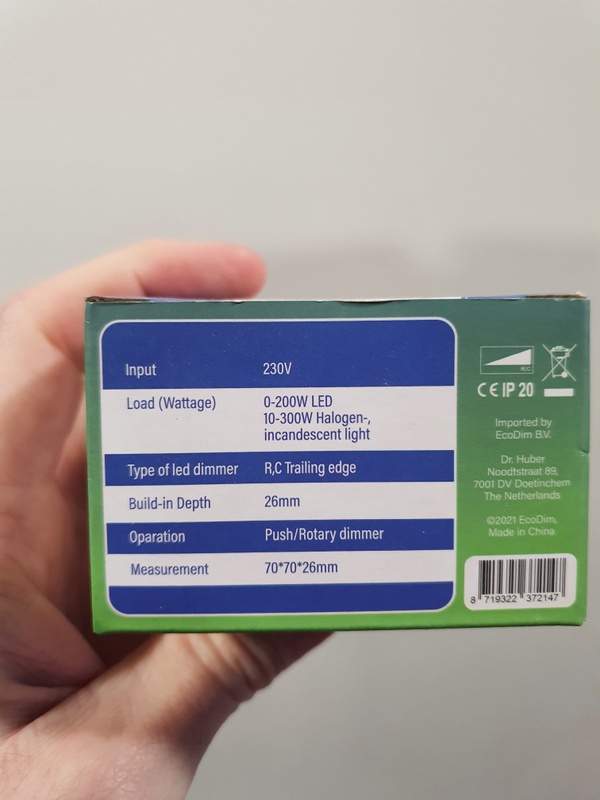 Input 230V
Load (Wattage) 0-200W LED
10-300W Halogen-,
incandescent light
Type of led dimmer R,C Trailing edge
Build-in Depth 26mm
Oparation Push/Rotary dimmer
Measurement 70*70*26mm
R/C
CE IP 20
Imported by
EcoDim B.V.
Dr. Huber
Noodtstraat 89,
7001 DV Doetinchem
The Netherlands
©2021 EcoDim,
Made in China
8 719322 372147